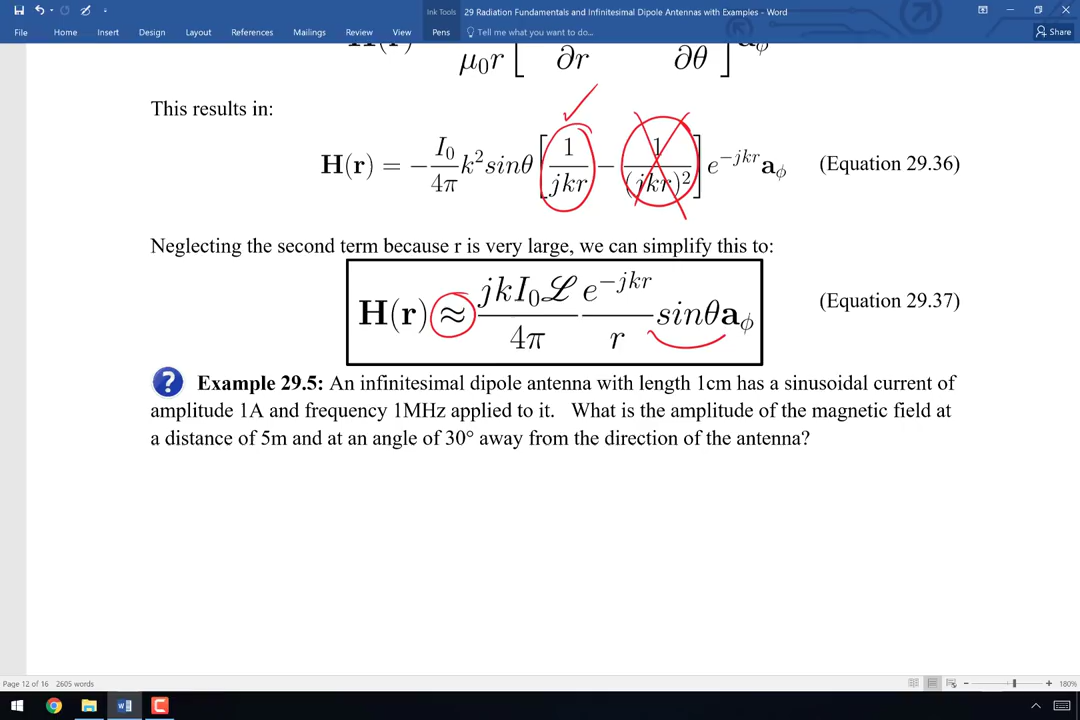 Ink Tools
29 Radiation Fundamentals and Infinitesimal Dipole Antennas with Examples - Word
File Home Insert Design Layout References Mailings Review View Pens Tell me what you want to do... Share
μ₀r [ ∂r ∂θ ] a_ϕ
This results in:
H(r) = −I₀/4π k²sinθ [1/jkr − 1/(jkr)²] e^−jkr a_ϕ (Equation 29.36)
Neglecting the second term because r is very large, we can simplify this to:
H(r) ≈ jkI₀ℒ/4π e^−jkr/r sinθa_ϕ (Equation 29.37)
? Example 29.5: An infinitesimal dipole antenna with length 1cm has a sinusoidal current of
amplitude 1A and frequency 1MHz applied to it. What is the amplitude of the magnetic field at
a distance of 5m and at an angle of 30° away from the direction of the antenna?
Page 12 of 16 2605 words
180%